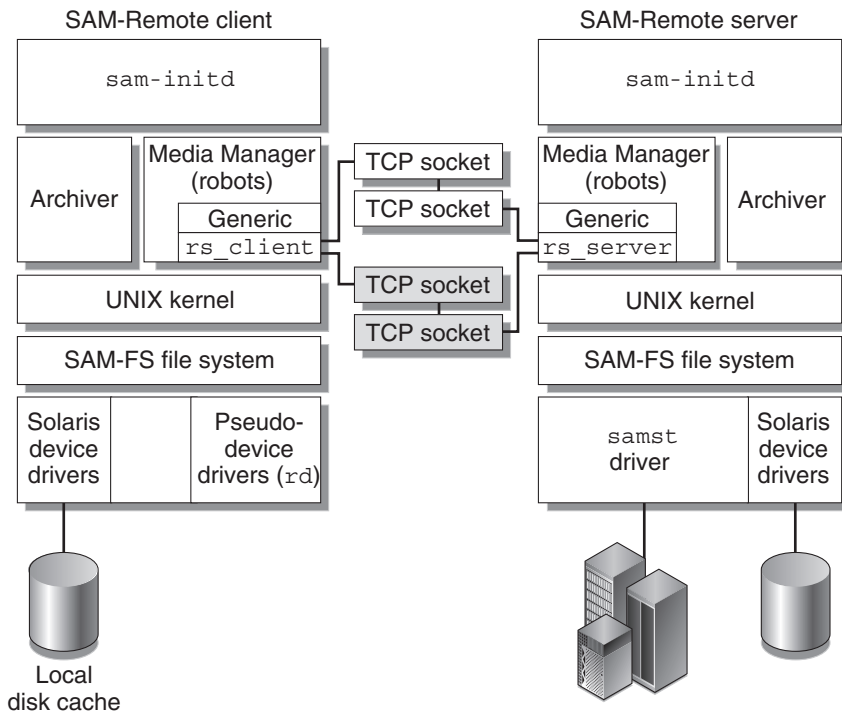 SAM-Remote client
SAM-Remote server
sam-initd
sam-initd
Archiver
Media Manager
(robots)
Generic
rs_client
TCP socket
TCP socket
TCP socket
TCP socket
Media Manager
(robots)
Generic
rs_server
Archiver
UNIX kernel
UNIX kernel
SAM-FS file system
SAM-FS file system
Solaris
device
drivers
Pseudo-
device
drivers (rd)
samst
driver
Solaris
device
drivers
Local
disk cache